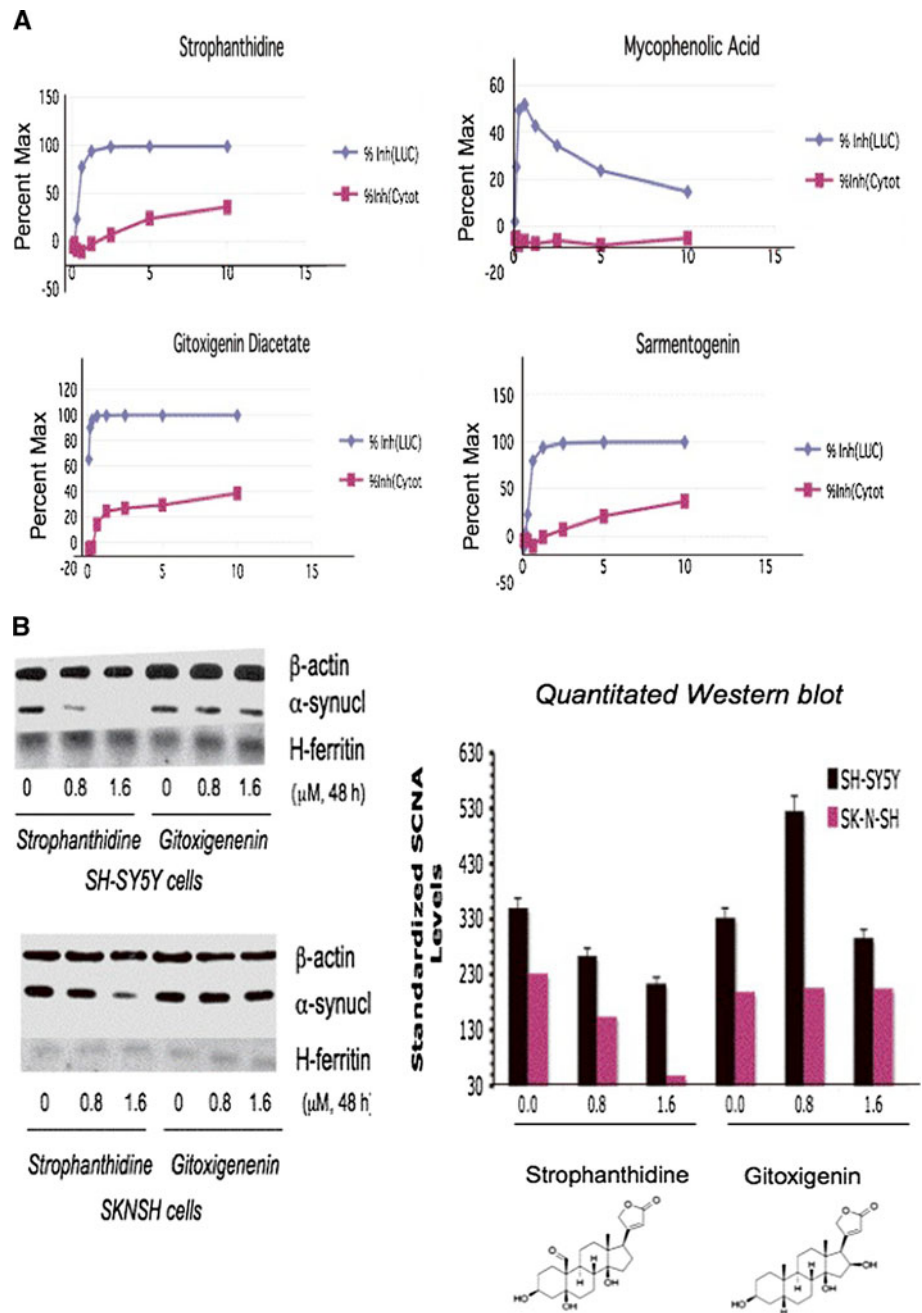 A
Strophanthidine
Percent Max
150
100
50
0
-50
0 5 10 15
% Inh(LUC)
%Inh(Cytot
Mycophenolic Acid
Percent Max
60
40
20
0
-20
0 5 10 15
% Inh(LUC)
%Inh(Cytot
Gitoxigenin Diacetate
Percent Max
120
100
80
60
40
20
0
-20
0 5 10 15
% Inh(LUC)
%Inh(Cytot
Sarmentogenin
Percent Max
150
100
50
0
-50
0 5 10 15
% Inh(LUC)
%Inh(Cytot
B
β-actin
α-synucl
H-ferritin
0 0.8 1.6 0 0.8 1.6 (μM, 48 h)
Strophanthidine Gitoxigenenin
SH-SY5Y cells
β-actin
α-synucl
H-ferritin
0 0.8 1.6 0 0.8 1.6 (μM, 48 h)
Strophanthidine Gitoxigenenin
SKNSH cells
Quantitated Western blot
Standardized SCNA
Levels
630
530
430
330
230
130
30
SH-SY5Y
SK-N-SH
0.0 0.8 1.6 0.0 0.8 1.6
Strophanthidine Gitoxigenin
O O
O
H
H
OH
HO
OH
O O
H
H
OH
OH
HO
H